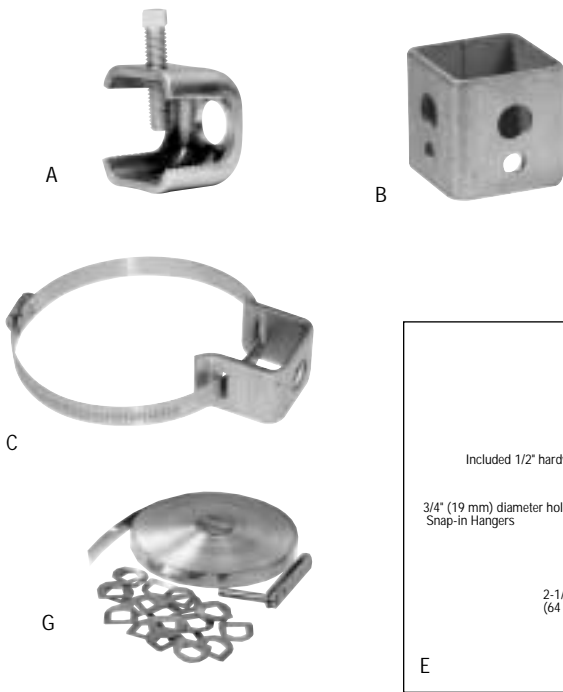 A
B
C
Included 1/2" hard
3/4" (19 mm) diameter hol
Snap-in Hangers
2-1/
(64
G
E